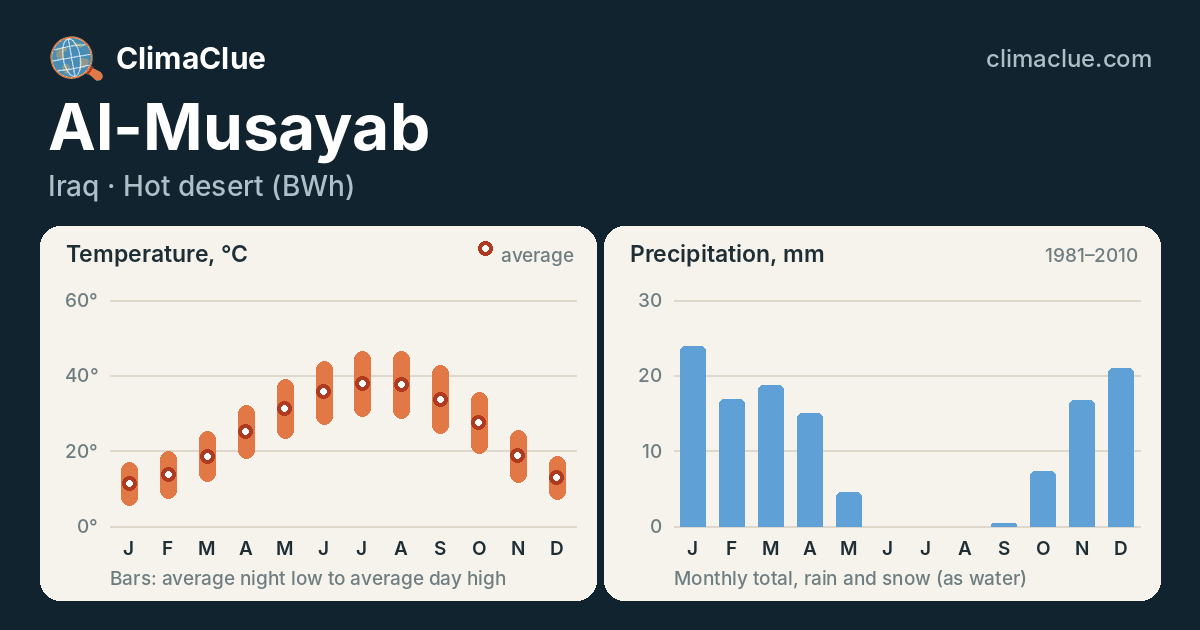 ClimaClue
climaclue.com
Al-Musayab
Iraq · Hot desert (BWh)
Temperature, °C
average
60°
40°
20°
0°
J F M A M J J A S O N D
Bars: average night low to average day high
Precipitation, mm
1981–2010
30
20
10
0
J F M A M J J A S O N D
Monthly total, rain and snow (as water)